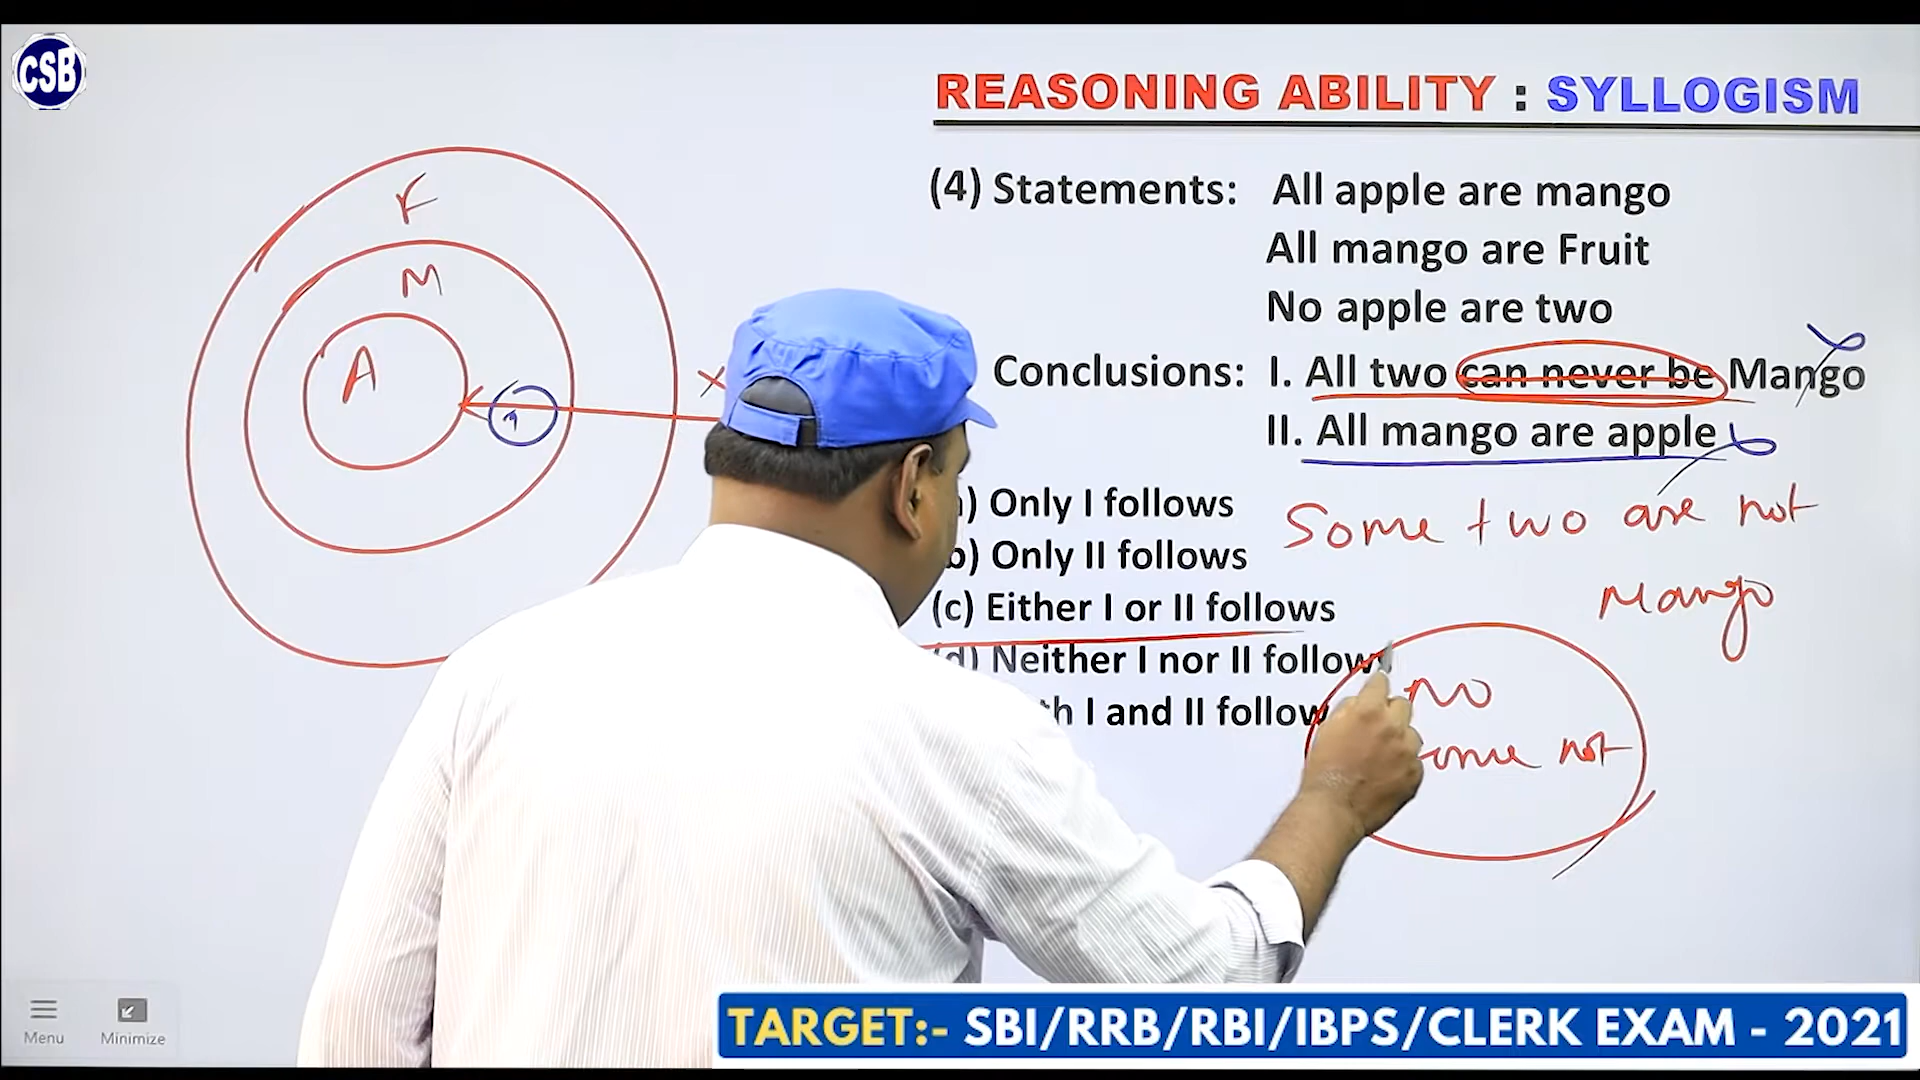 CSB
REASONING ABILITY : SYLLOGISM
(4) Statements: All apple are mango
All mango are Fruit
No apple are two
Conclusions: I. All two can never be Mango
II. All mango are apple
) Only I follows
b) Only II follows
(c) Either I or II follows
d) Neither I nor II follow
th I and II follow
Some two are not
Mango
NO
not
F
M
A
x
Menu
Minimize
TARGET:- SBI/RRB/RBI/IBPS/CLERK EXAM - 2021